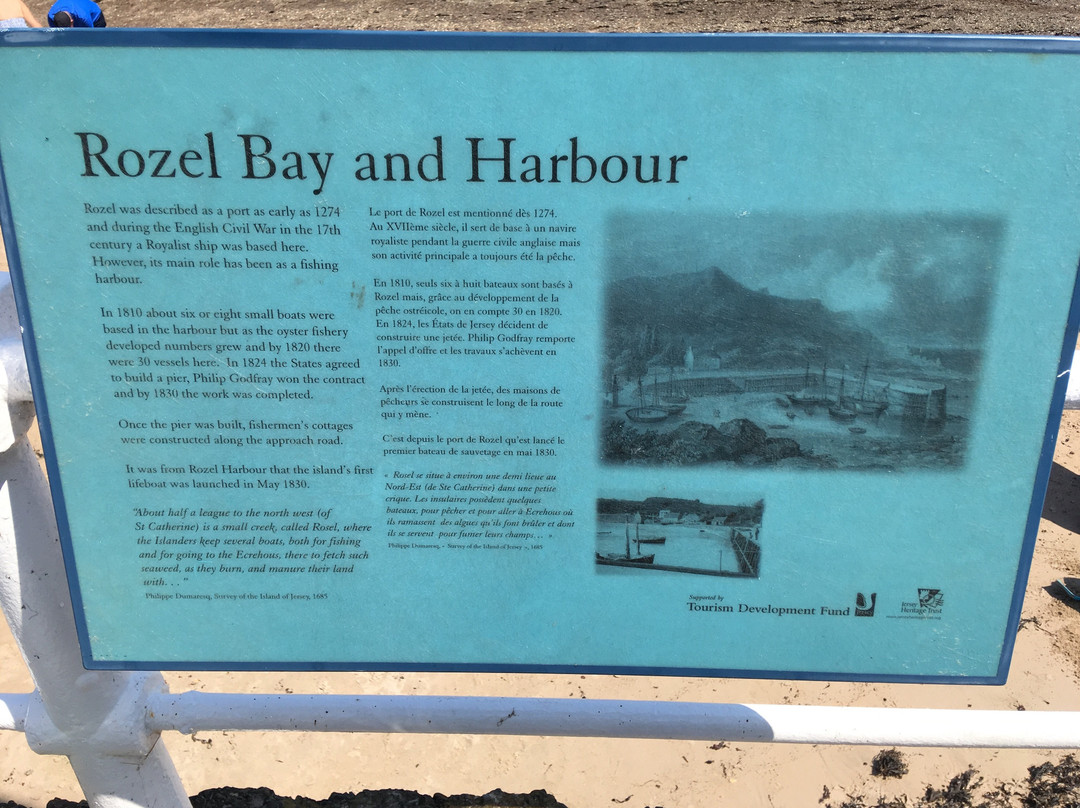 Rozel Bay and Harbour
Rozel was described as a port as early as 1274
and during the English Civil War in the 17th
century a Royalist ship was based here.
However, its main role has been as a fishing
harbour.
In 1810 about six or eight small boats were
based in the harbour but as the oyster fishery
developed numbers grew and by 1820 there
were 30 vessels here. In 1824 the States agreed
to build a pier, Philip Godfray won the contract
and by 1830 the work was completed.
Once the pier was built, fishermen's cottages
were constructed along the approach road.
It was from Rozel Harbour that the island's first
lifeboat was launched in May 1830.
"About half a league to the north west (of
St Catherine) is a small creek, called Rosel, where
the Islanders keep several boats, both for fishing
and for going to the Ecrehous, there to fetch such
seaweed, as they burn, and manure their land
with. . . "
Philippe Dumaresq, Survey of the Island of Jersey, 1685
Le port de Rozel est mentionné dès 1274.
Au XVIIème siècle, il sert de base à un navire
royaliste pendant la guerre civile anglaise mais
son activité principale a toujours été la pêche.
En 1810, seuls six à huit bateaux sont basés à
Rozel mais, grâce au développement de la
pêche ostréicole, on en compte 30 en 1820.
En 1824, les États de Jersey décident de
construire une jetée. Philip Godfray remporte
l'appel d'offre et les travaux s'achèvent en
1830.
Après l'érection de la jetée, des maisons de
pêcheurs se construisent le long de la route
qui y mène.
C'est depuis le port de Rozel qu'est lancé le
premier bateau de sauvetage en mai 1830.
« Rosel se situe à environ une demi lieue au
Nord-Est (de Ste Catherine) dans une petite
crique. Les insulaires possèdent quelques
bateaux, pour pêcher et pour aller à Ecrehous où
ils ramassent des algues qu'ils font brûler et dont
ils se servent pour fumer leurs champs. . . »
Philippe Dumaresq, « Survey of the Island of Jersey », 1685
Supported by
Tourism Development Fund
Jersey
Heritage Trust